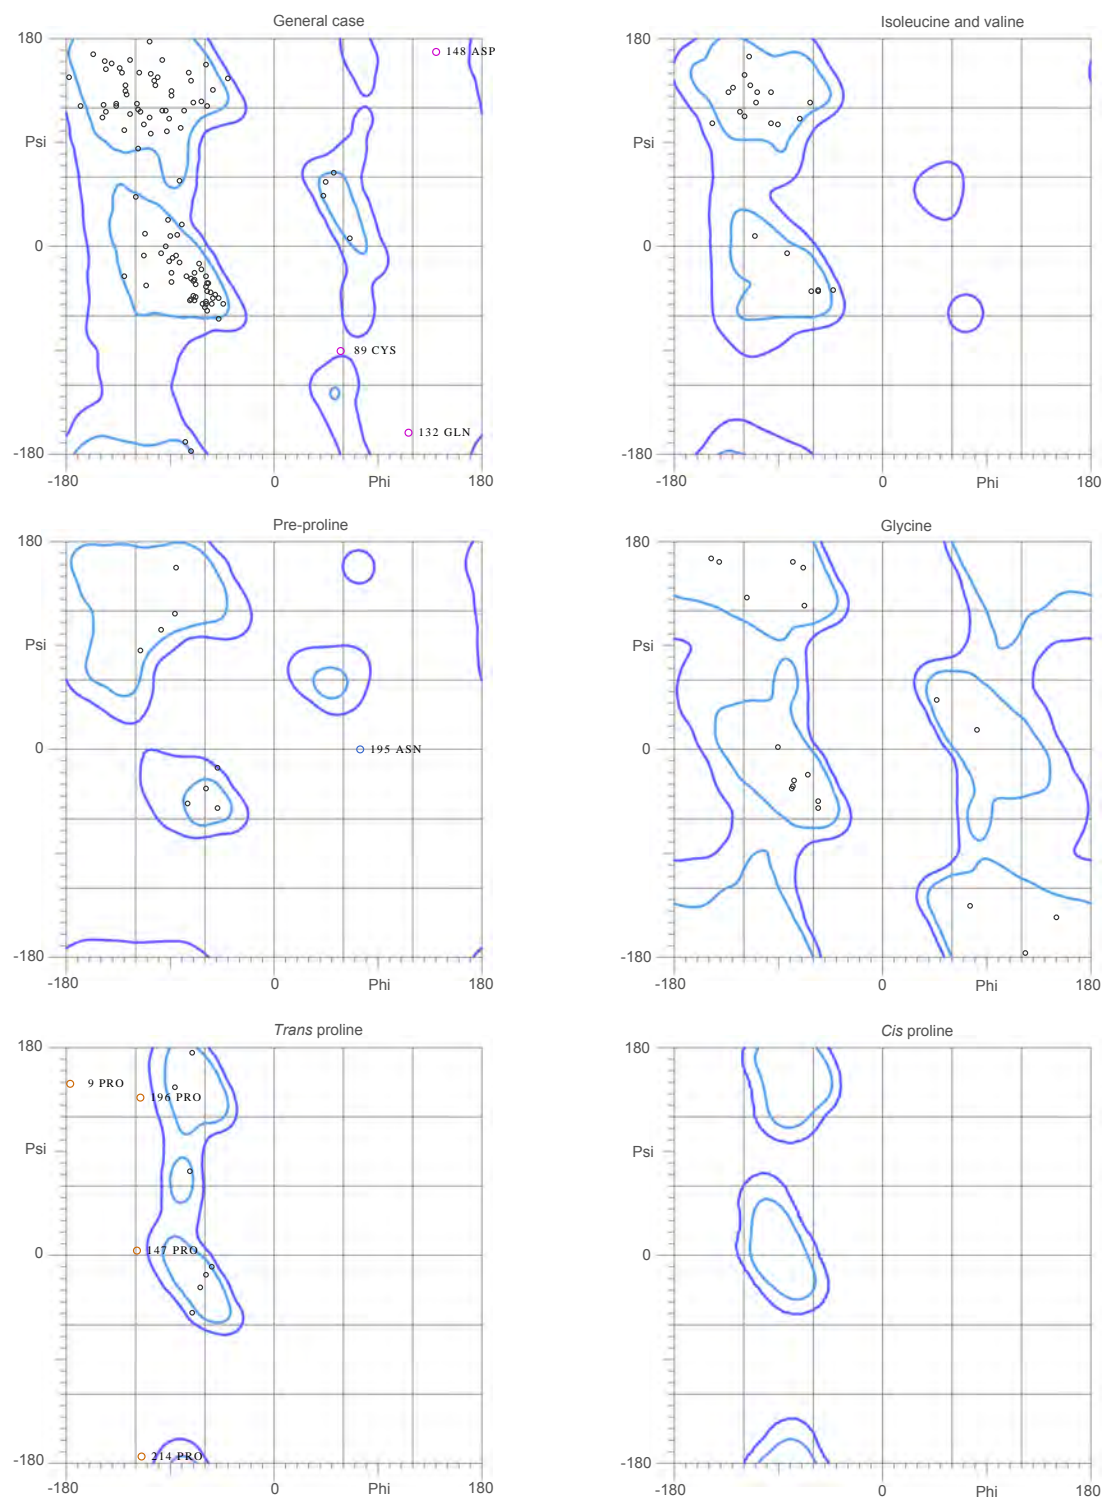 General case
180
Psi
0
-180
-180
0
Phi
180
148 ASP
89 CYS
132 GLN
Isoleucine and valine
180
Psi
0
-180
-180
0
Phi
180
Pre-proline
180
Psi
0
-180
-180
0
Phi
180
195 ASN
Glycine
180
Psi
0
-180
-180
0
Phi
180
Trans proline
180
Psi
0
-180
-180
0
Phi
180
9 PRO
196 PRO
147 PRO
214 PRO
Cis proline
180
Psi
0
-180
-180
0
Phi
180